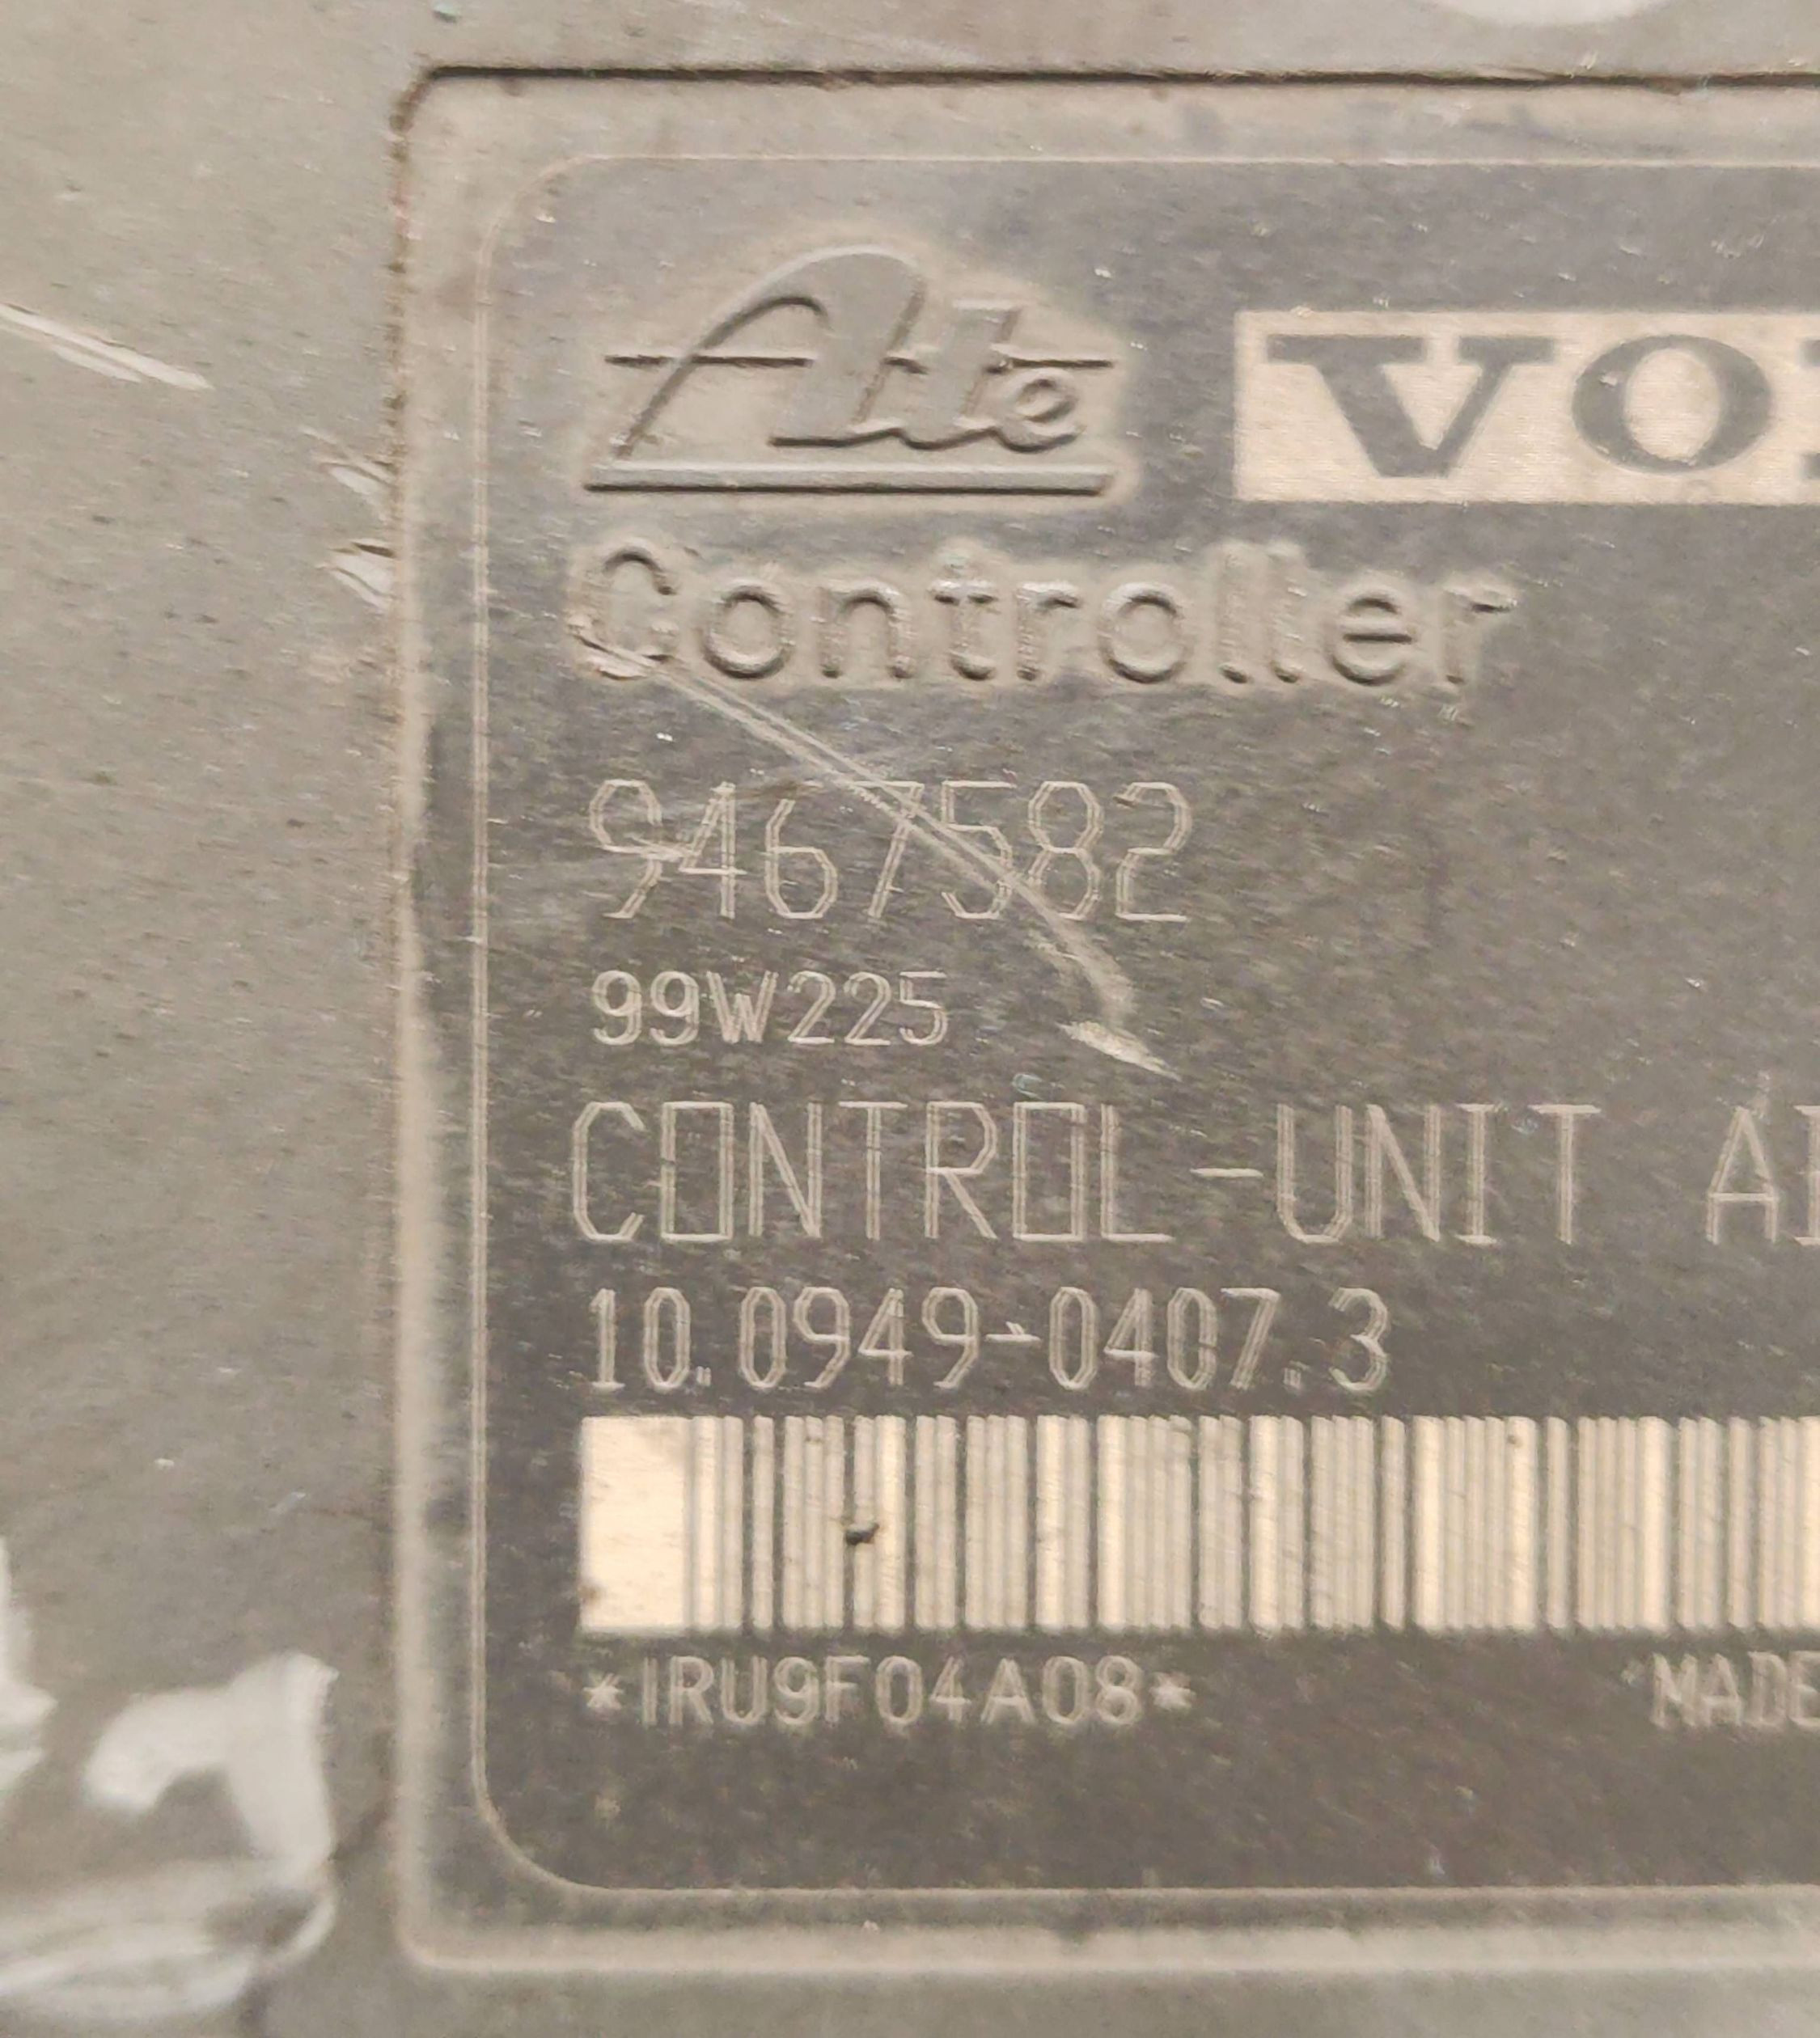 Ate VO
Controller
9467582
99W225
CONTROL-UNIT A
10.0949-0407.3
*IRU9F04A08*
MADE